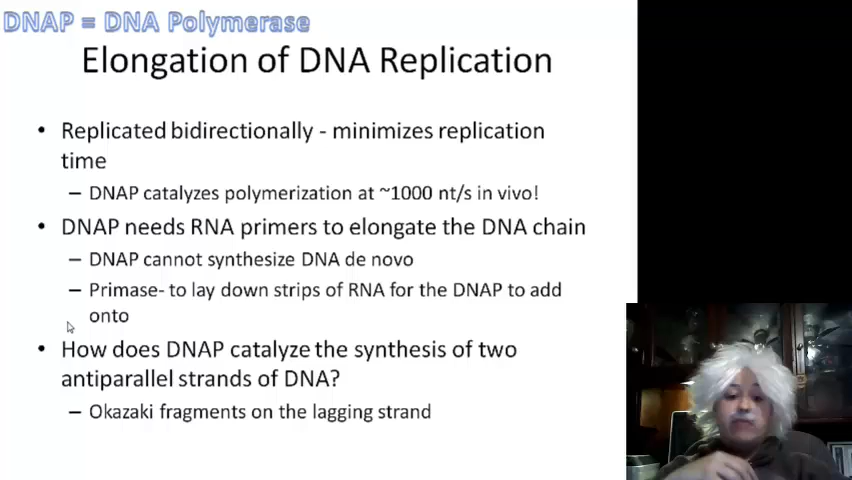 DNAP = DNA Polymerase
Elongation of DNA Replication
• Replicated bidirectionally - minimizes replication
time
– DNAP catalyzes polymerization at ~1000 nt/s in vivo!
• DNAP needs RNA primers to elongate the DNA chain
– DNAP cannot synthesize DNA de novo
– Primase- to lay down strips of RNA for the DNAP to add
onto
• How does DNAP catalyze the synthesis of two
antiparallel strands of DNA?
– Okazaki fragments on the lagging strand